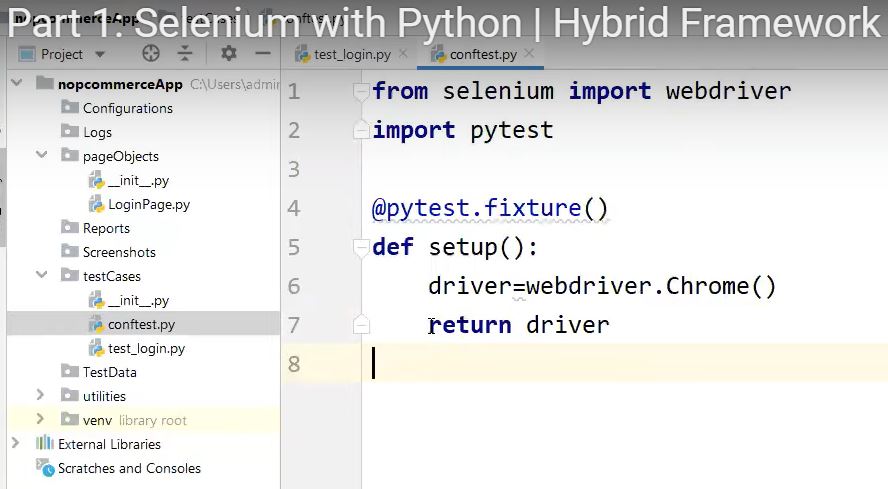 Part 1: Selenium with Python | Hybrid Framework
Project
test_login.py
conftest.py
nopcommerceApp C:\Users\admin
Configurations
Logs
pageObjects
__init__.py
LoginPage.py
Reports
Screenshots
testCases
__init__.py
conftest.py
test_login.py
TestData
utilities
venv library root
External Libraries
Scratches and Consoles
1 from selenium import webdriver
2 import pytest
3
4 @pytest.fixture()
5 def setup():
6 driver=webdriver.Chrome()
7 return driver
8